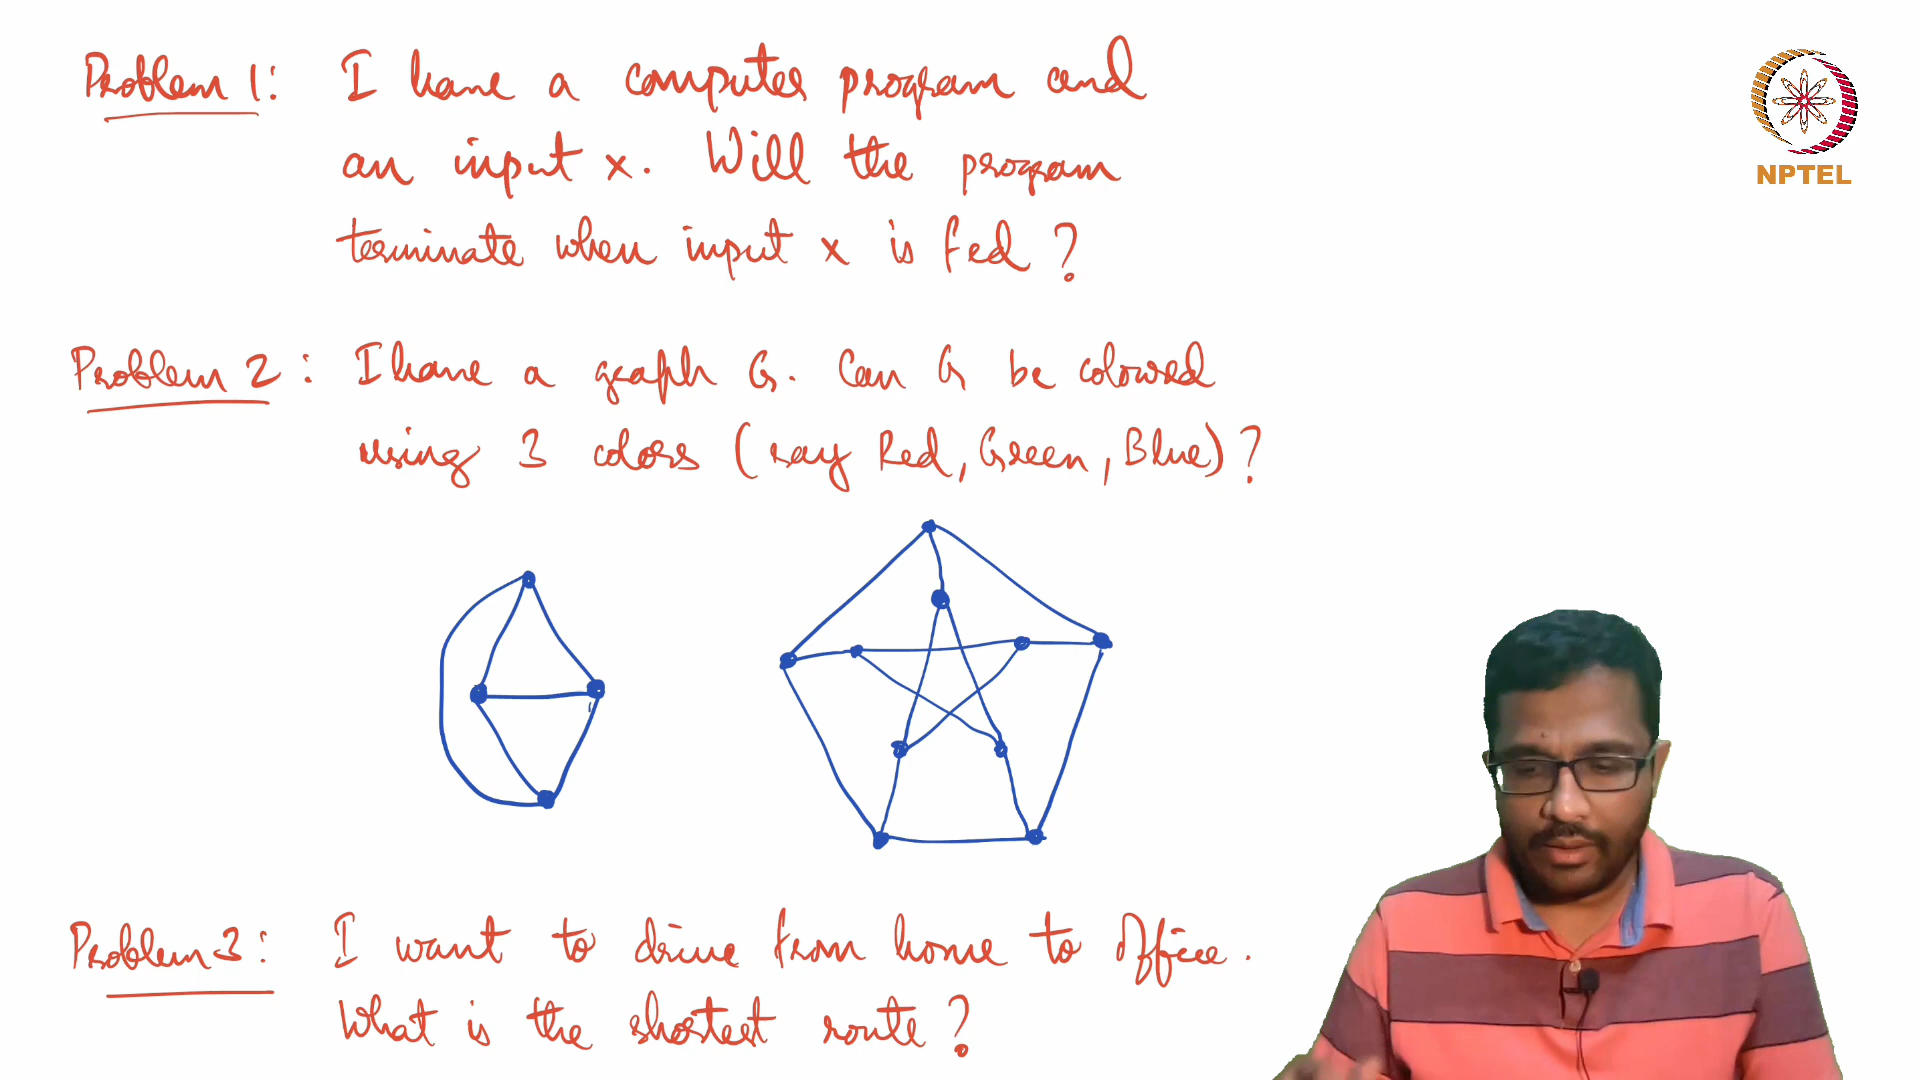 Problem 1: I have a computer program and
an input x. Will the program
terminate when input x is fed?
Problem 2: I have a graph G. Can G be coloured
using 3 colors (say Red, Green, Blue)?
Problem 3: I want to drive from home to office.
What is the shortest route?
NPTEL